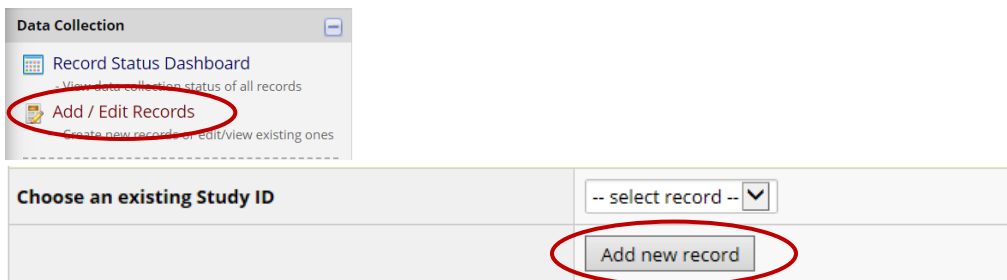 Data Collection
Record Status Dashboard
- View data collection status of all records
Add / Edit Records
- Create new records or edit/view existing ones
Choose an existing Study ID
-- select record --
Add new record